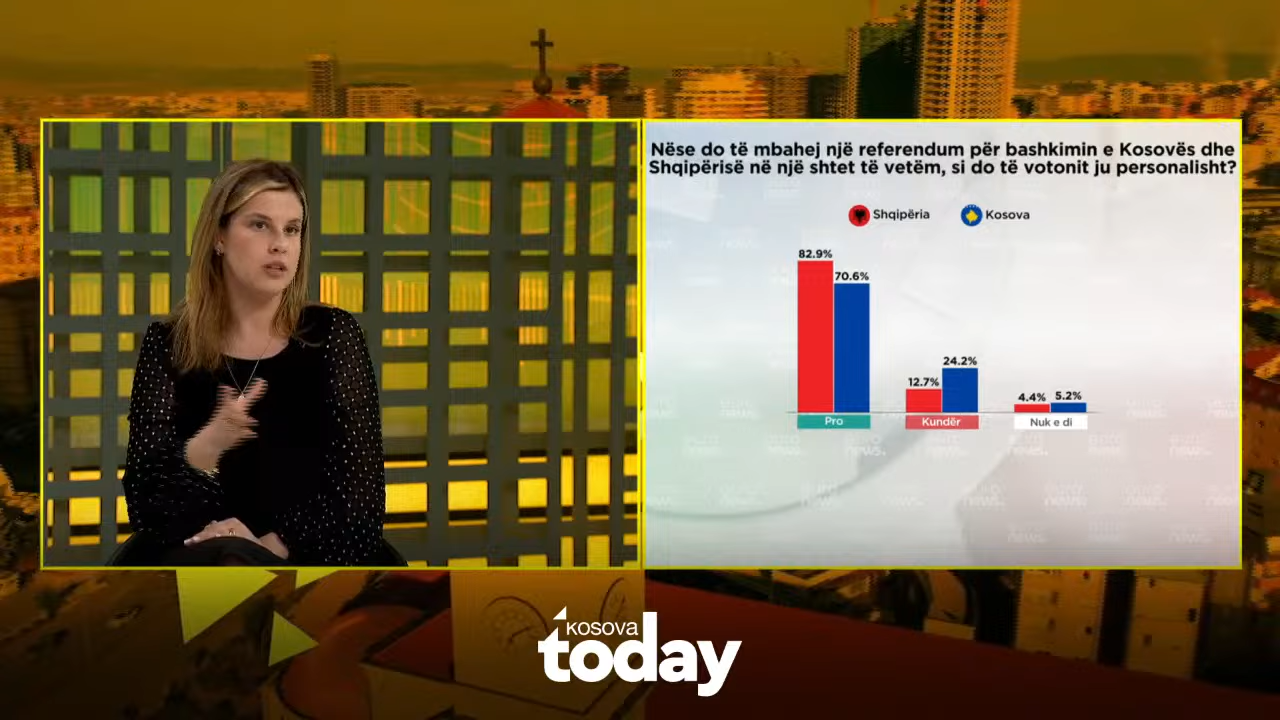 Nëse do të mbahej një referendum për bashkimin e Kosovës dhe
Shqipërisë në një shtet të vetëm, si do të votonit ju personalisht?
Shqipëria
Kosova
82.9%
70.6%
24.2%
12.7%
4.4%
5.2%
Pro
Kundër
Nuk e di
kosova
today